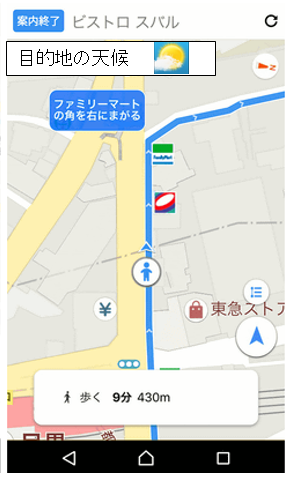 案内終了 ビストロ スバル
目的地の天候
ファミリーマート
の角を右にまがる
FamilyMart
¥
東急ストア
歩く 9分 430m